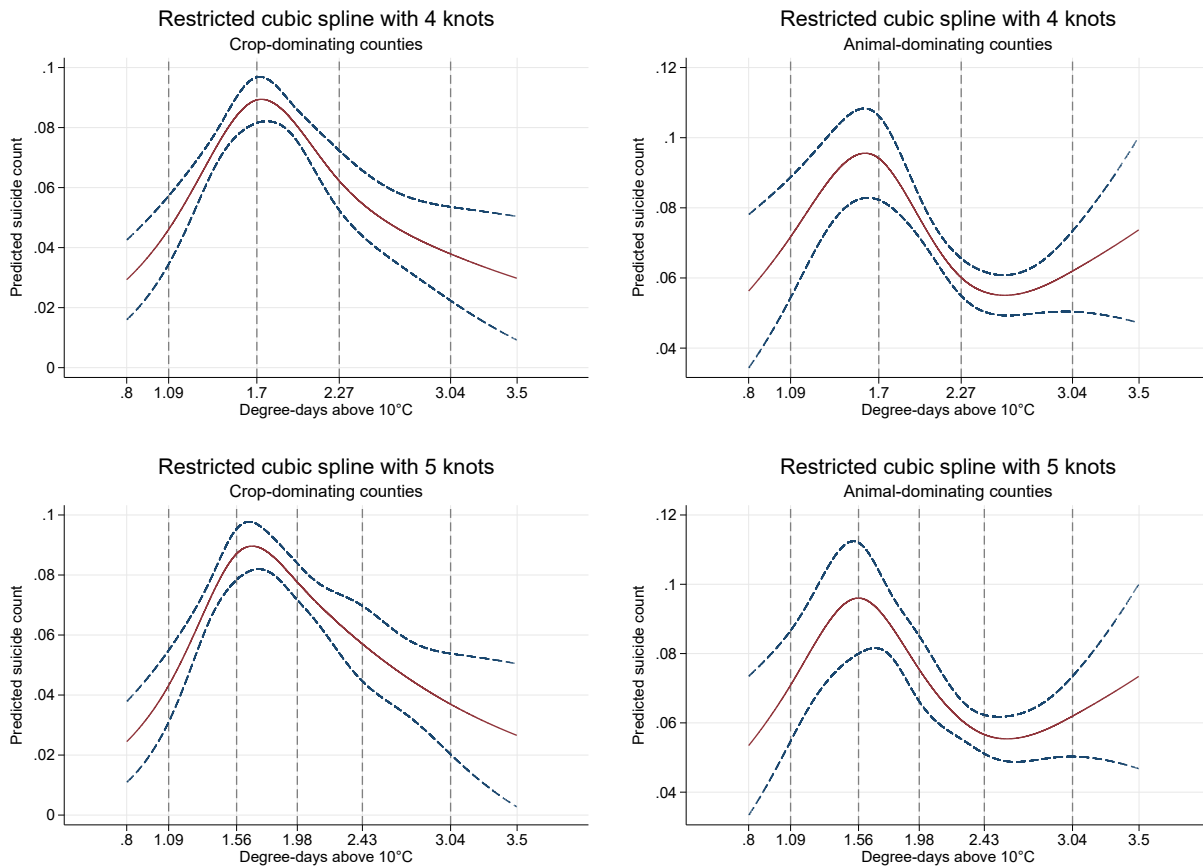 Restricted cubic spline with 4 knots
Crop-dominating counties
Predicted suicide count
.1
.08
.06
.04
.02
0
.8 1.09 1.7 2.27 3.04 3.5
Degree-days above 10°C
Restricted cubic spline with 4 knots
Animal-dominating counties
Predicted suicide count
.12
.1
.08
.06
.04
.8 1.09 1.7 2.27 3.04 3.5
Degree-days above 10°C
Restricted cubic spline with 5 knots
Crop-dominating counties
Predicted suicide count
.1
.08
.06
.04
.02
0
.8 1.09 1.56 1.98 2.43 3.04 3.5
Degree-days above 10°C
Restricted cubic spline with 5 knots
Animal-dominating counties
Predicted suicide count
.12
.1
.08
.06
.04
.8 1.09 1.56 1.98 2.43 3.04 3.5
Degree-days above 10°C